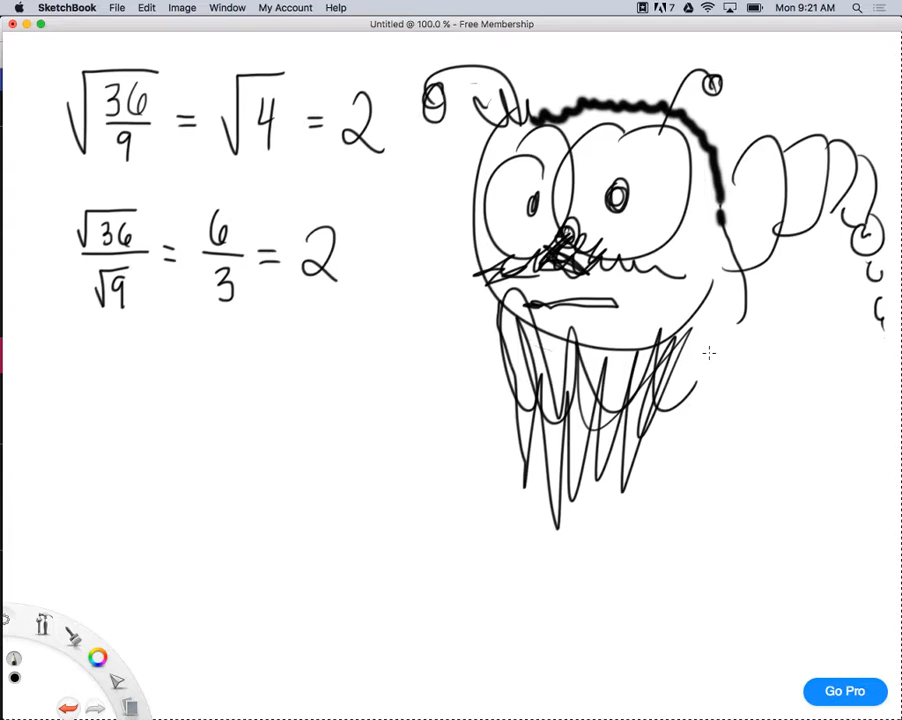 SketchBook File Edit Image Window My Account Help 7 Mon 9:21 AM
Untitled @ 100.0 % - Free Membership
√36/9 = √4 = 2
√36/√9 = 6/3 = 2
Go Pro